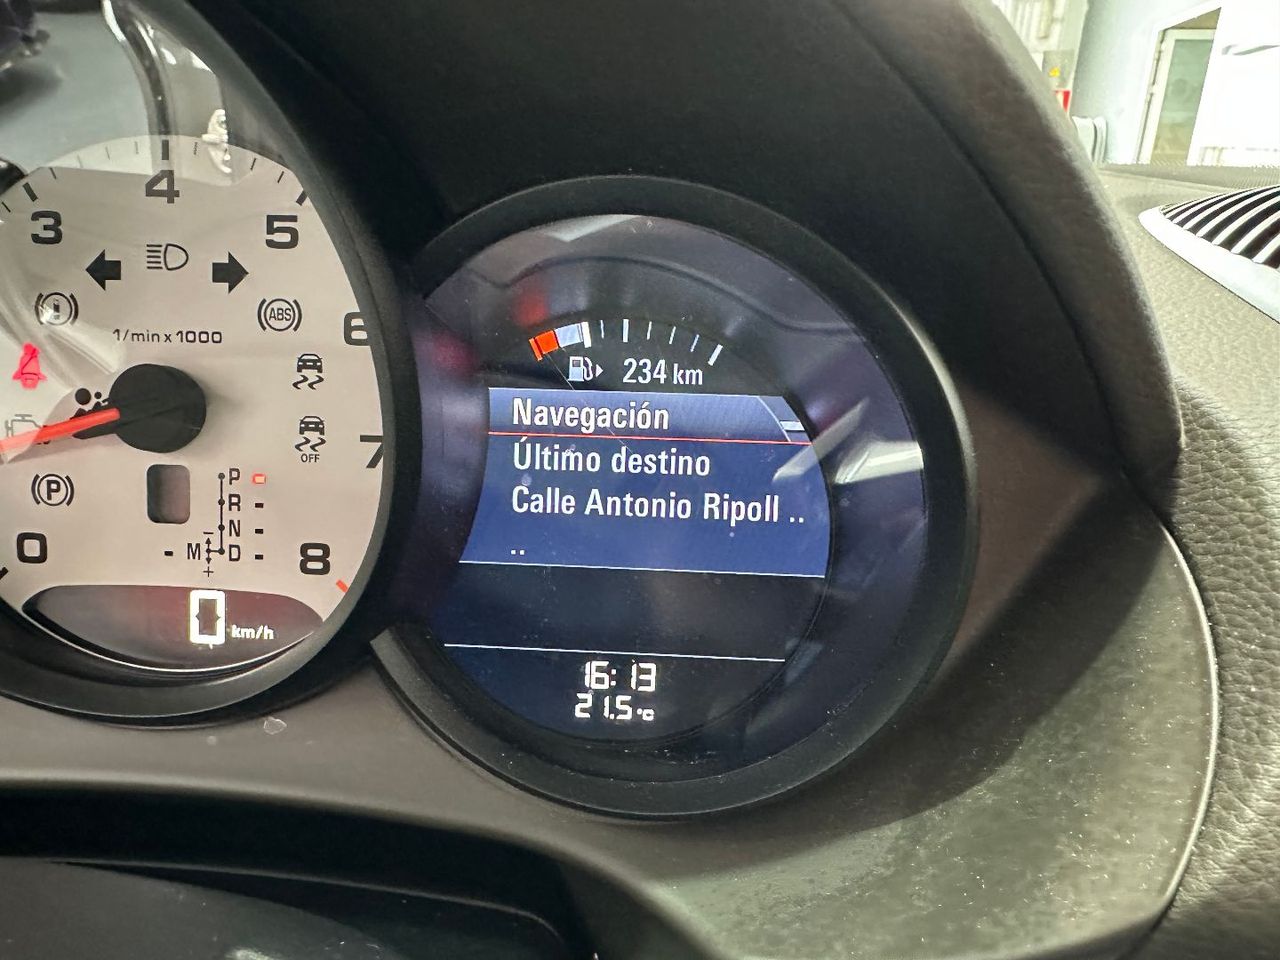 4
3
5
ABS
6
1/min x 1000
7
OFF
P
P
R
N
M
D
-
+
0
8
0 km/h
234 km
Navegación
Último destino
Calle Antonio Ripoll ..
..
16:13
21.5 °C